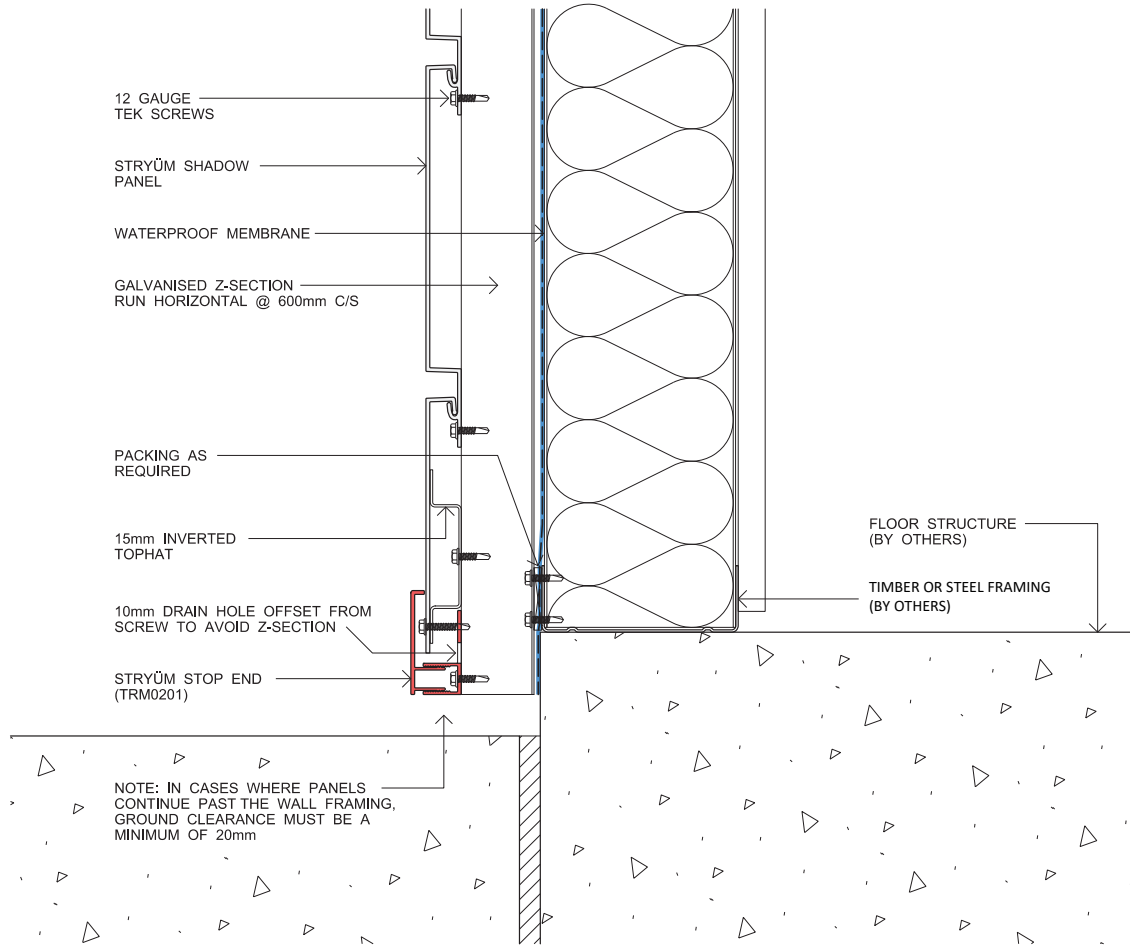 12 GAUGE
TEK SCREWS
STRYÜM SHADOW
PANEL
WATERPROOF MEMBRANE
GALVANISED Z-SECTION
RUN HORIZONTAL @ 600mm C/S
PACKING AS
REQUIRED
15mm INVERTED
TOPHAT
10mm DRAIN HOLE OFFSET FROM
SCREW TO AVOID Z-SECTION
STRYÜM STOP END
(TRM0201)
NOTE: IN CASES WHERE PANELS
CONTINUE PAST THE WALL FRAMING,
GROUND CLEARANCE MUST BE A
MINIMUM OF 20mm
FLOOR STRUCTURE
(BY OTHERS)
TIMBER OR STEEL FRAMING
(BY OTHERS)